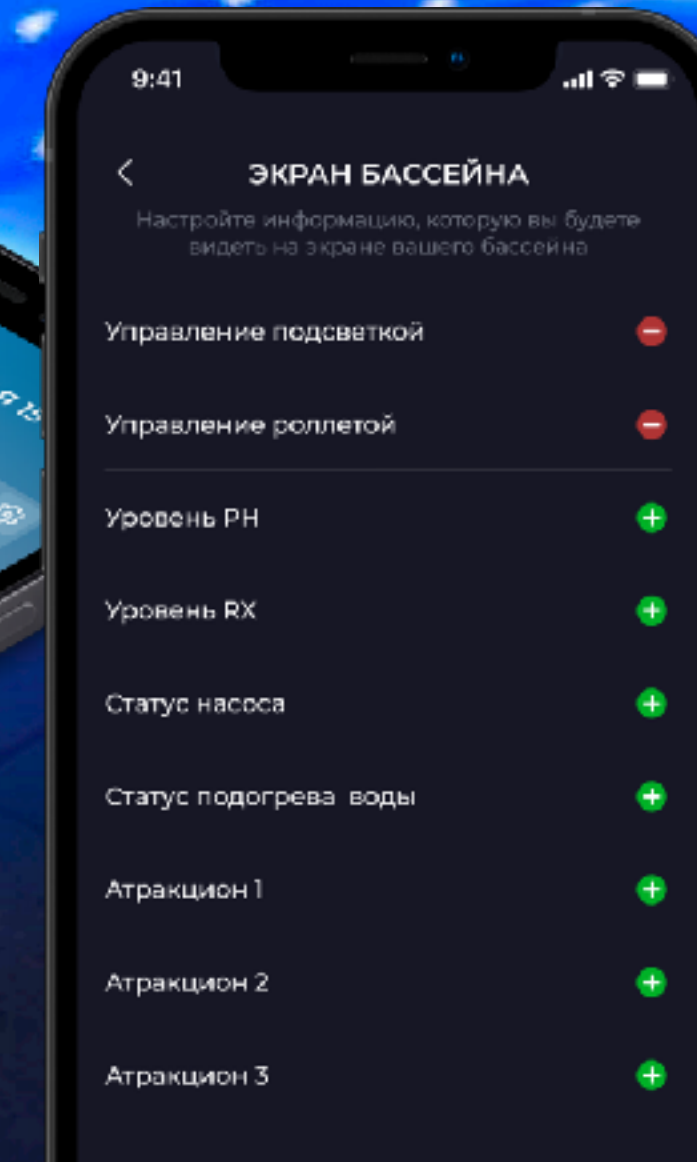 9:41
ЭКРАН БАССЕЙНА
Настройте информацию, которую вы будете
видеть на экране вашего бассейна
Управление подсветкой
Управление роллетой
Уровень PH
Уровень RX
Статус насоса
Статус подогрева воды
Атракцион 1
Атракцион 2
Атракцион 3